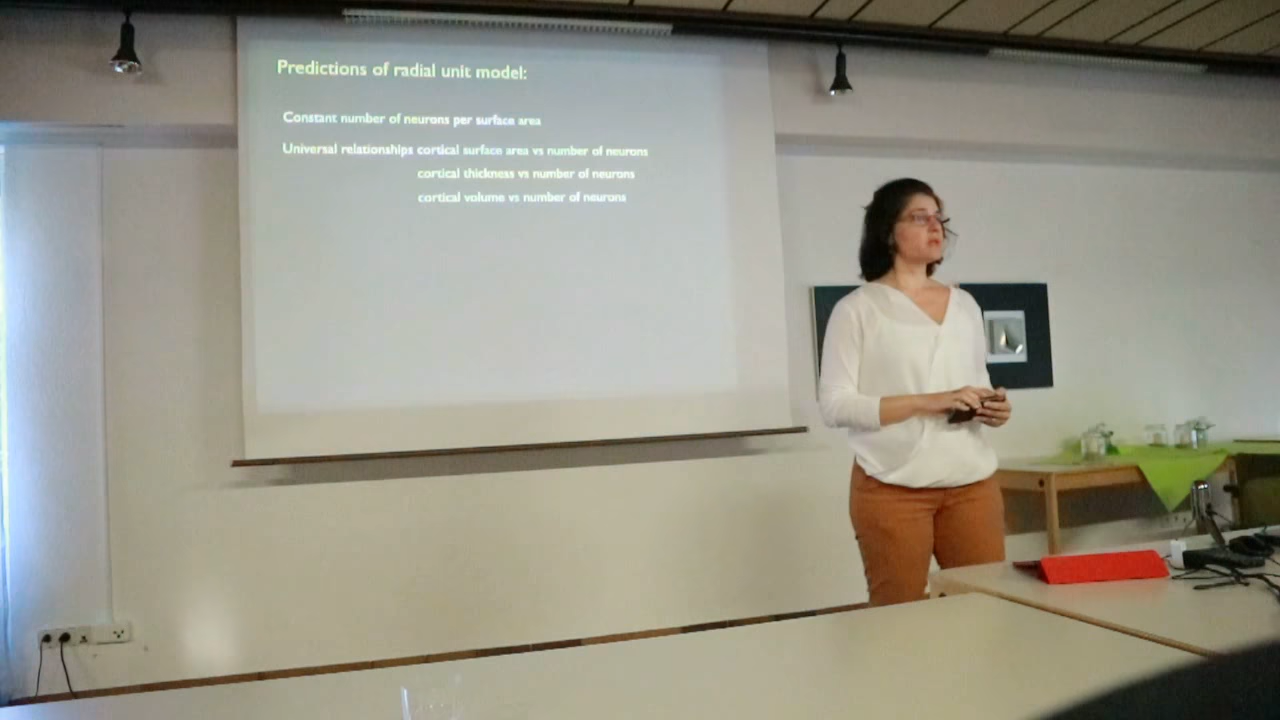 Predictions of radial unit model:
Constant number of neurons per surface area
Universal relationships cortical surface area vs number of neurons
cortical thickness vs number of neurons
cortical volume vs number of neurons